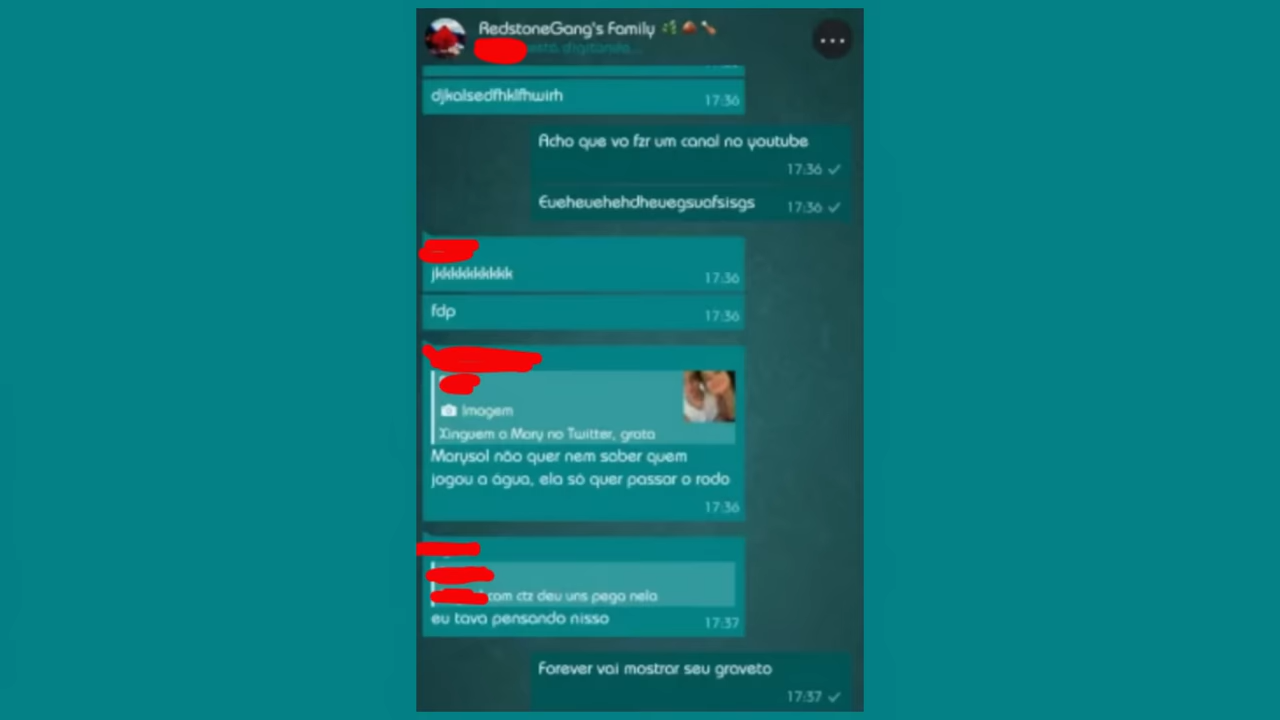 RedstoneGang's Family
está digitando...
djkalsedfhklfhwirh
17:36
Acho que vo fzr um canal no youtube
17:36
Eueheuehehdheuegsuofsisgs
17:36
jkkkkkkkkkk
17:36
fdp
17:36
Imagem
Xinguem a Mary no Twitter, grata
Marysol não quer nem saber quem
jogou a água, ela só quer passar o rodo
17:36
com ctz deu uns pega nela
eu tava pensando nisso
17:37
Forever vai mostrar seu graveto
17:37